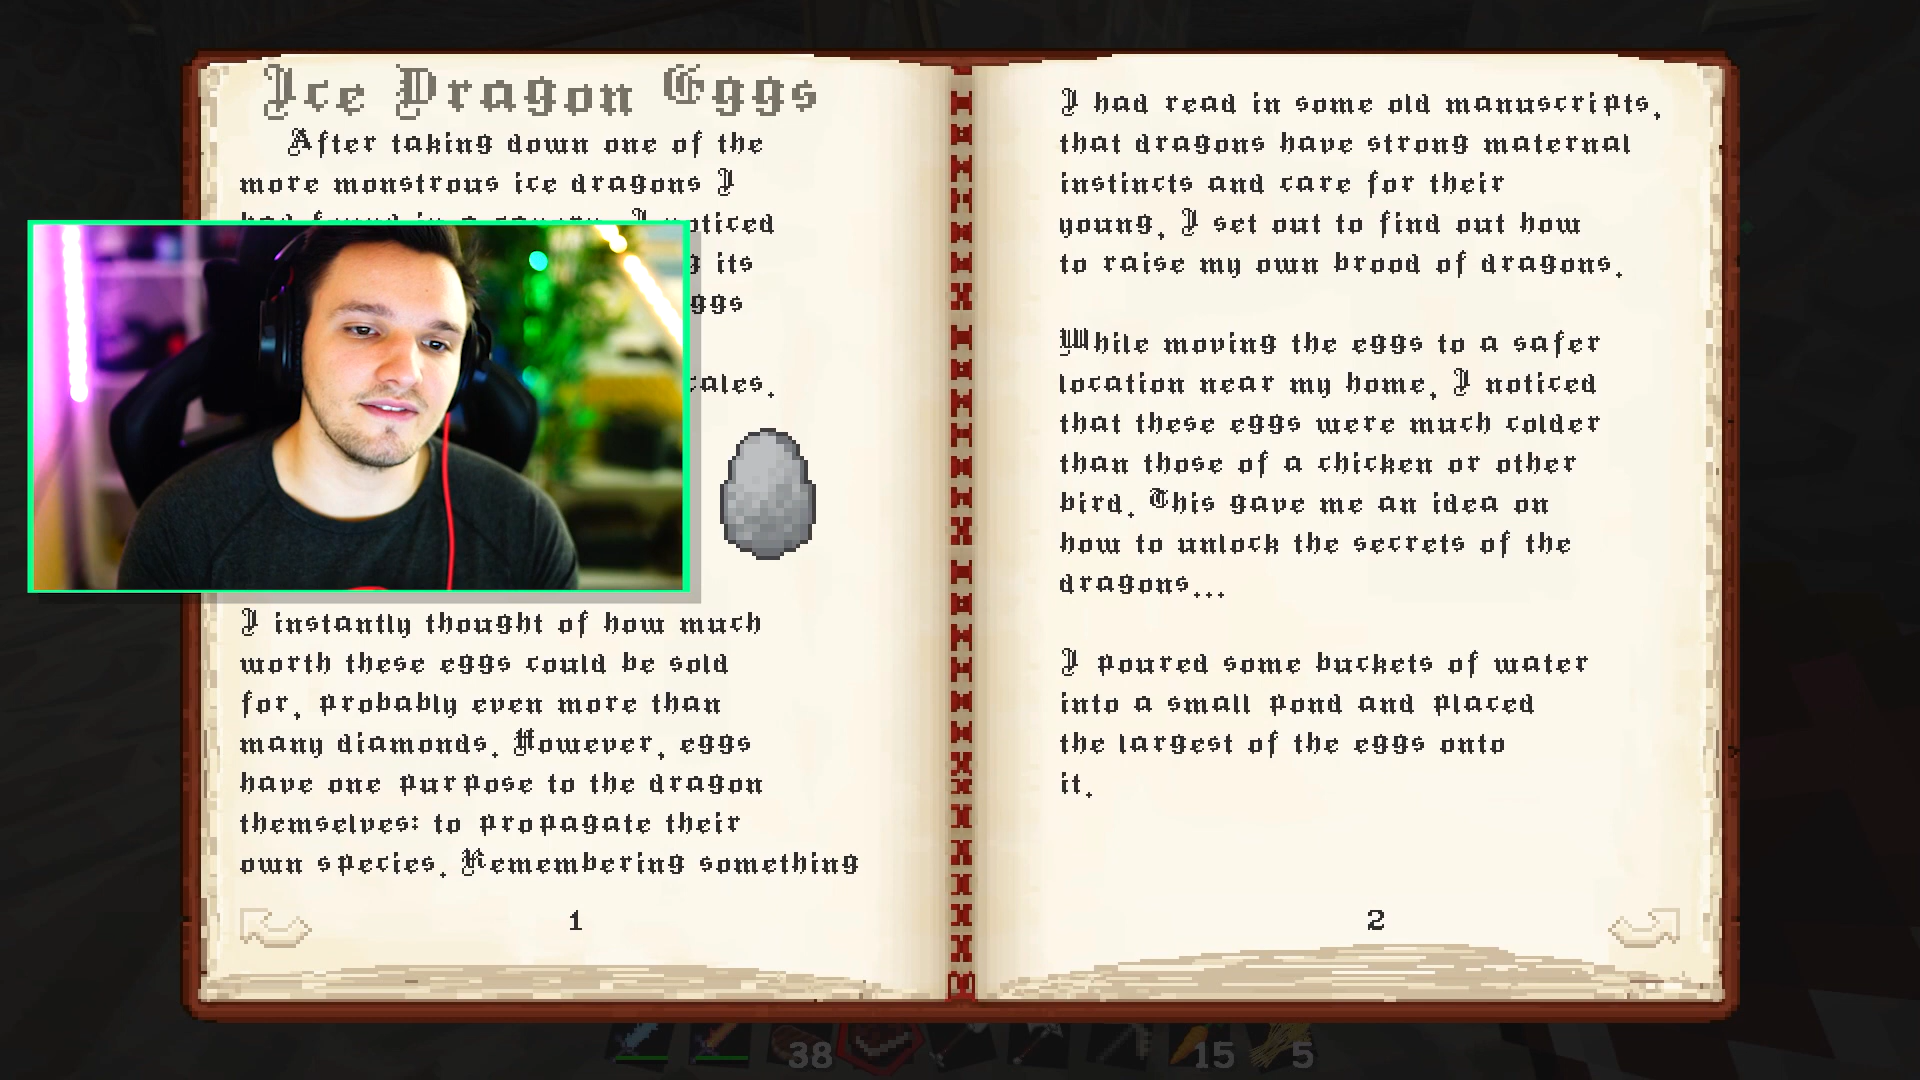 Ice Dragon Eggs
After taking down one of the
more monstrous ice dragons I
had found in a cavern, I noticed
its
eggs
scales.
I instantly thought of how much
worth these eggs could be sold
for, probably even more than
many diamonds. However, eggs
have one purpose to the dragon
themselves: to propagate their
own species. Remembering something
1
I had read in some old manuscripts,
that dragons have strong maternal
instincts and care for their
young, I set out to find out how
to raise my own brood of dragons.
While moving the eggs to a safer
location near my home, I noticed
that these eggs were much colder
than those of a chicken or other
bird. This gave me an idea on
how to unlock the secrets of the
dragons...
I poured some buckets of water
into a small pond and placed
the largest of the eggs onto
it.
2
38 15 5